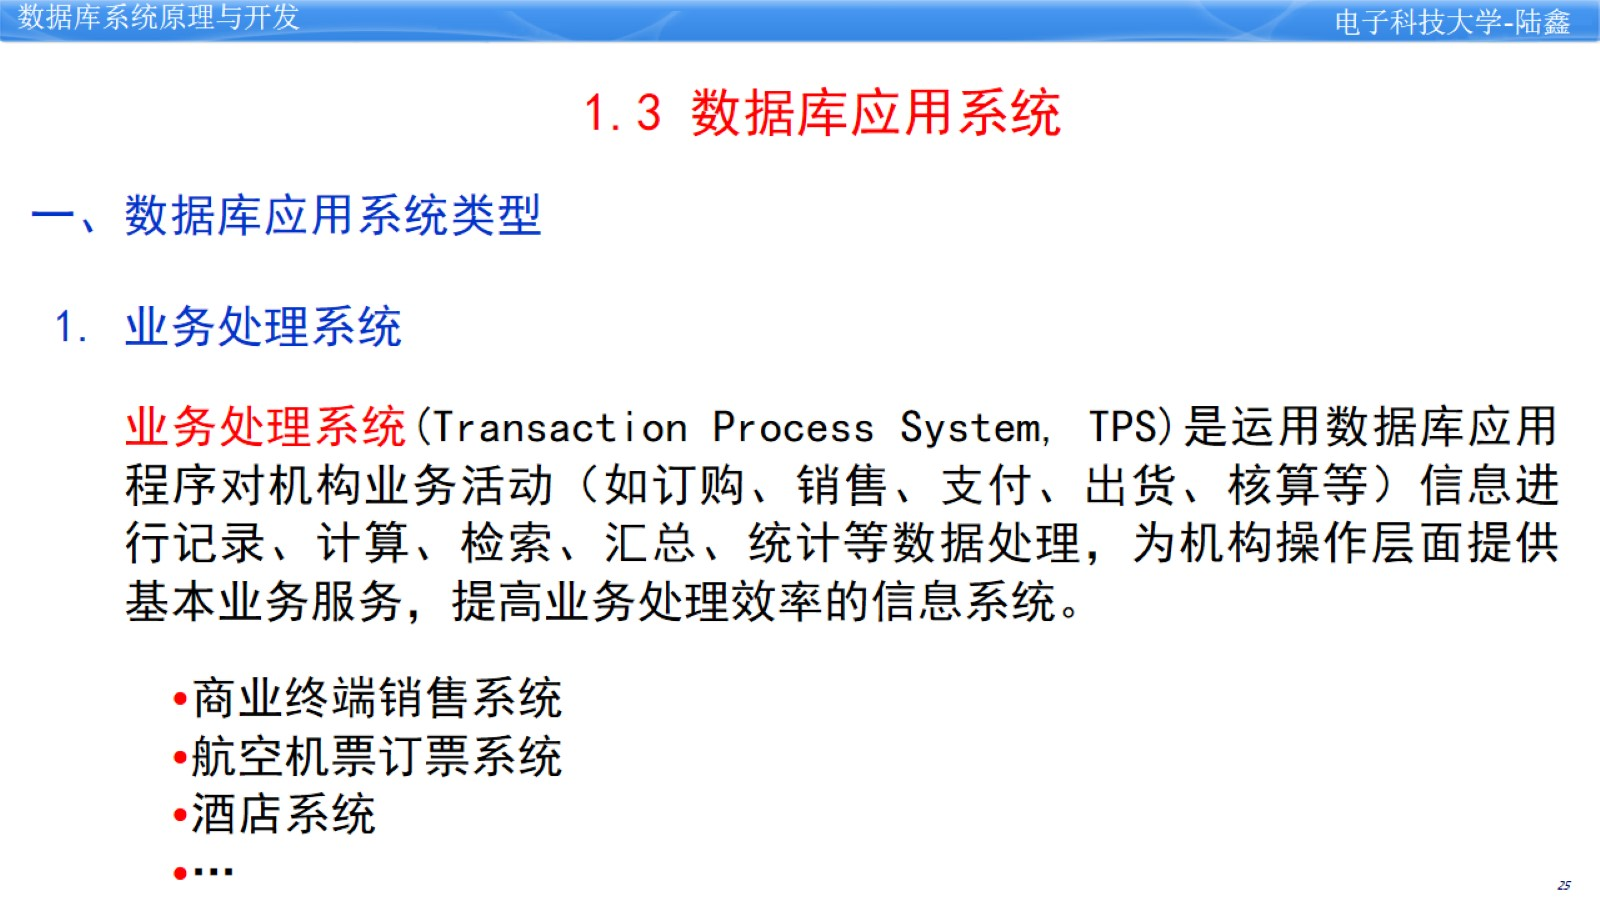 数据库系统原理与开发
电子科技大学-陆鑫
1.3 数据库应用系统
一、数据库应用系统类型
1. 业务处理系统
业务处理系统(Transaction Process System, TPS)是运用数据库应用
程序对机构业务活动（如订购、销售、支付、出货、核算等）信息进
行记录、计算、检索、汇总、统计等数据处理，为机构操作层面提供
基本业务服务，提高业务处理效率的信息系统。
•商业终端销售系统
•航空机票订票系统
•酒店系统
•…
25